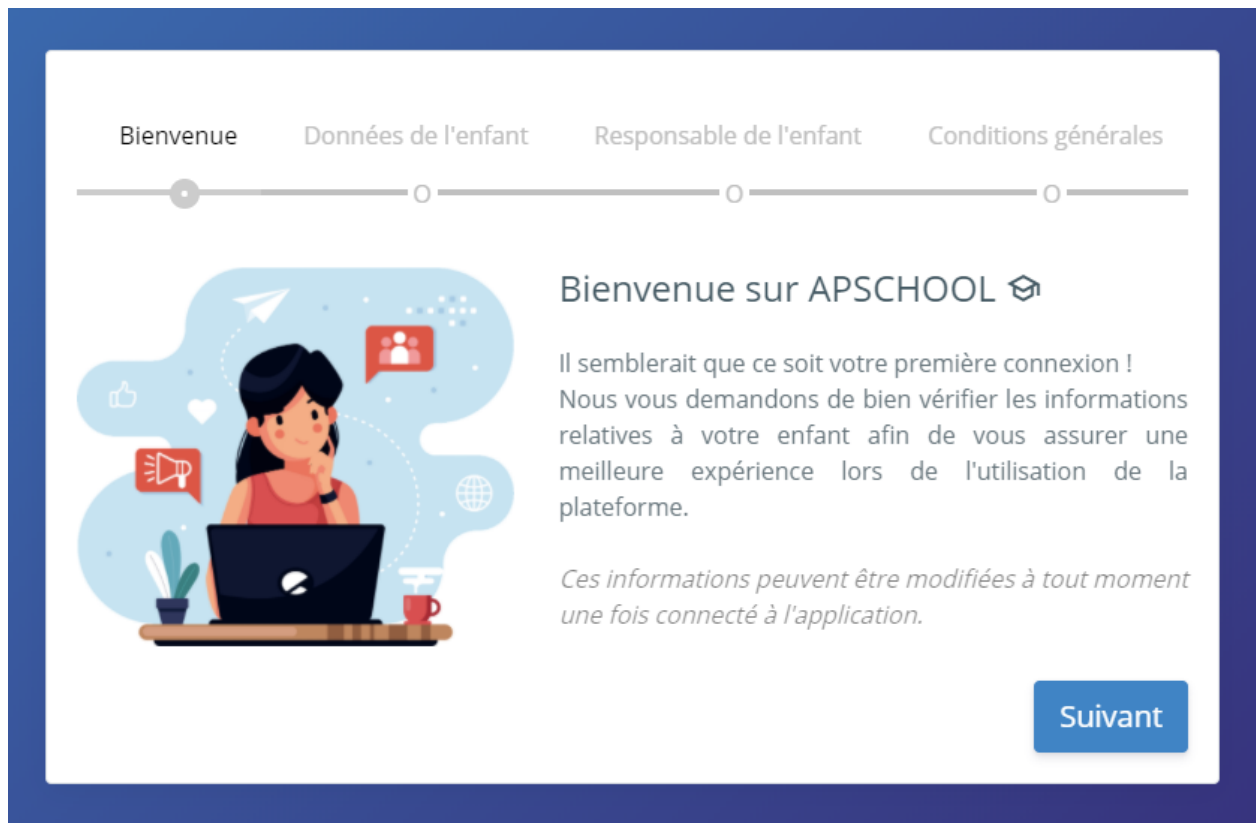 Bienvenue
Données de l'enfant
Responsable de l'enfant
Conditions générales
Bienvenue sur APSCHOOL
Il semblerait que ce soit votre première connexion !
Nous vous demandons de bien vérifier les informations
relatives à votre enfant afin de vous assurer une
meilleure expérience lors de l'utilisation de la
plateforme.
Ces informations peuvent être modifiées à tout moment
une fois connecté à l'application.
Suivant